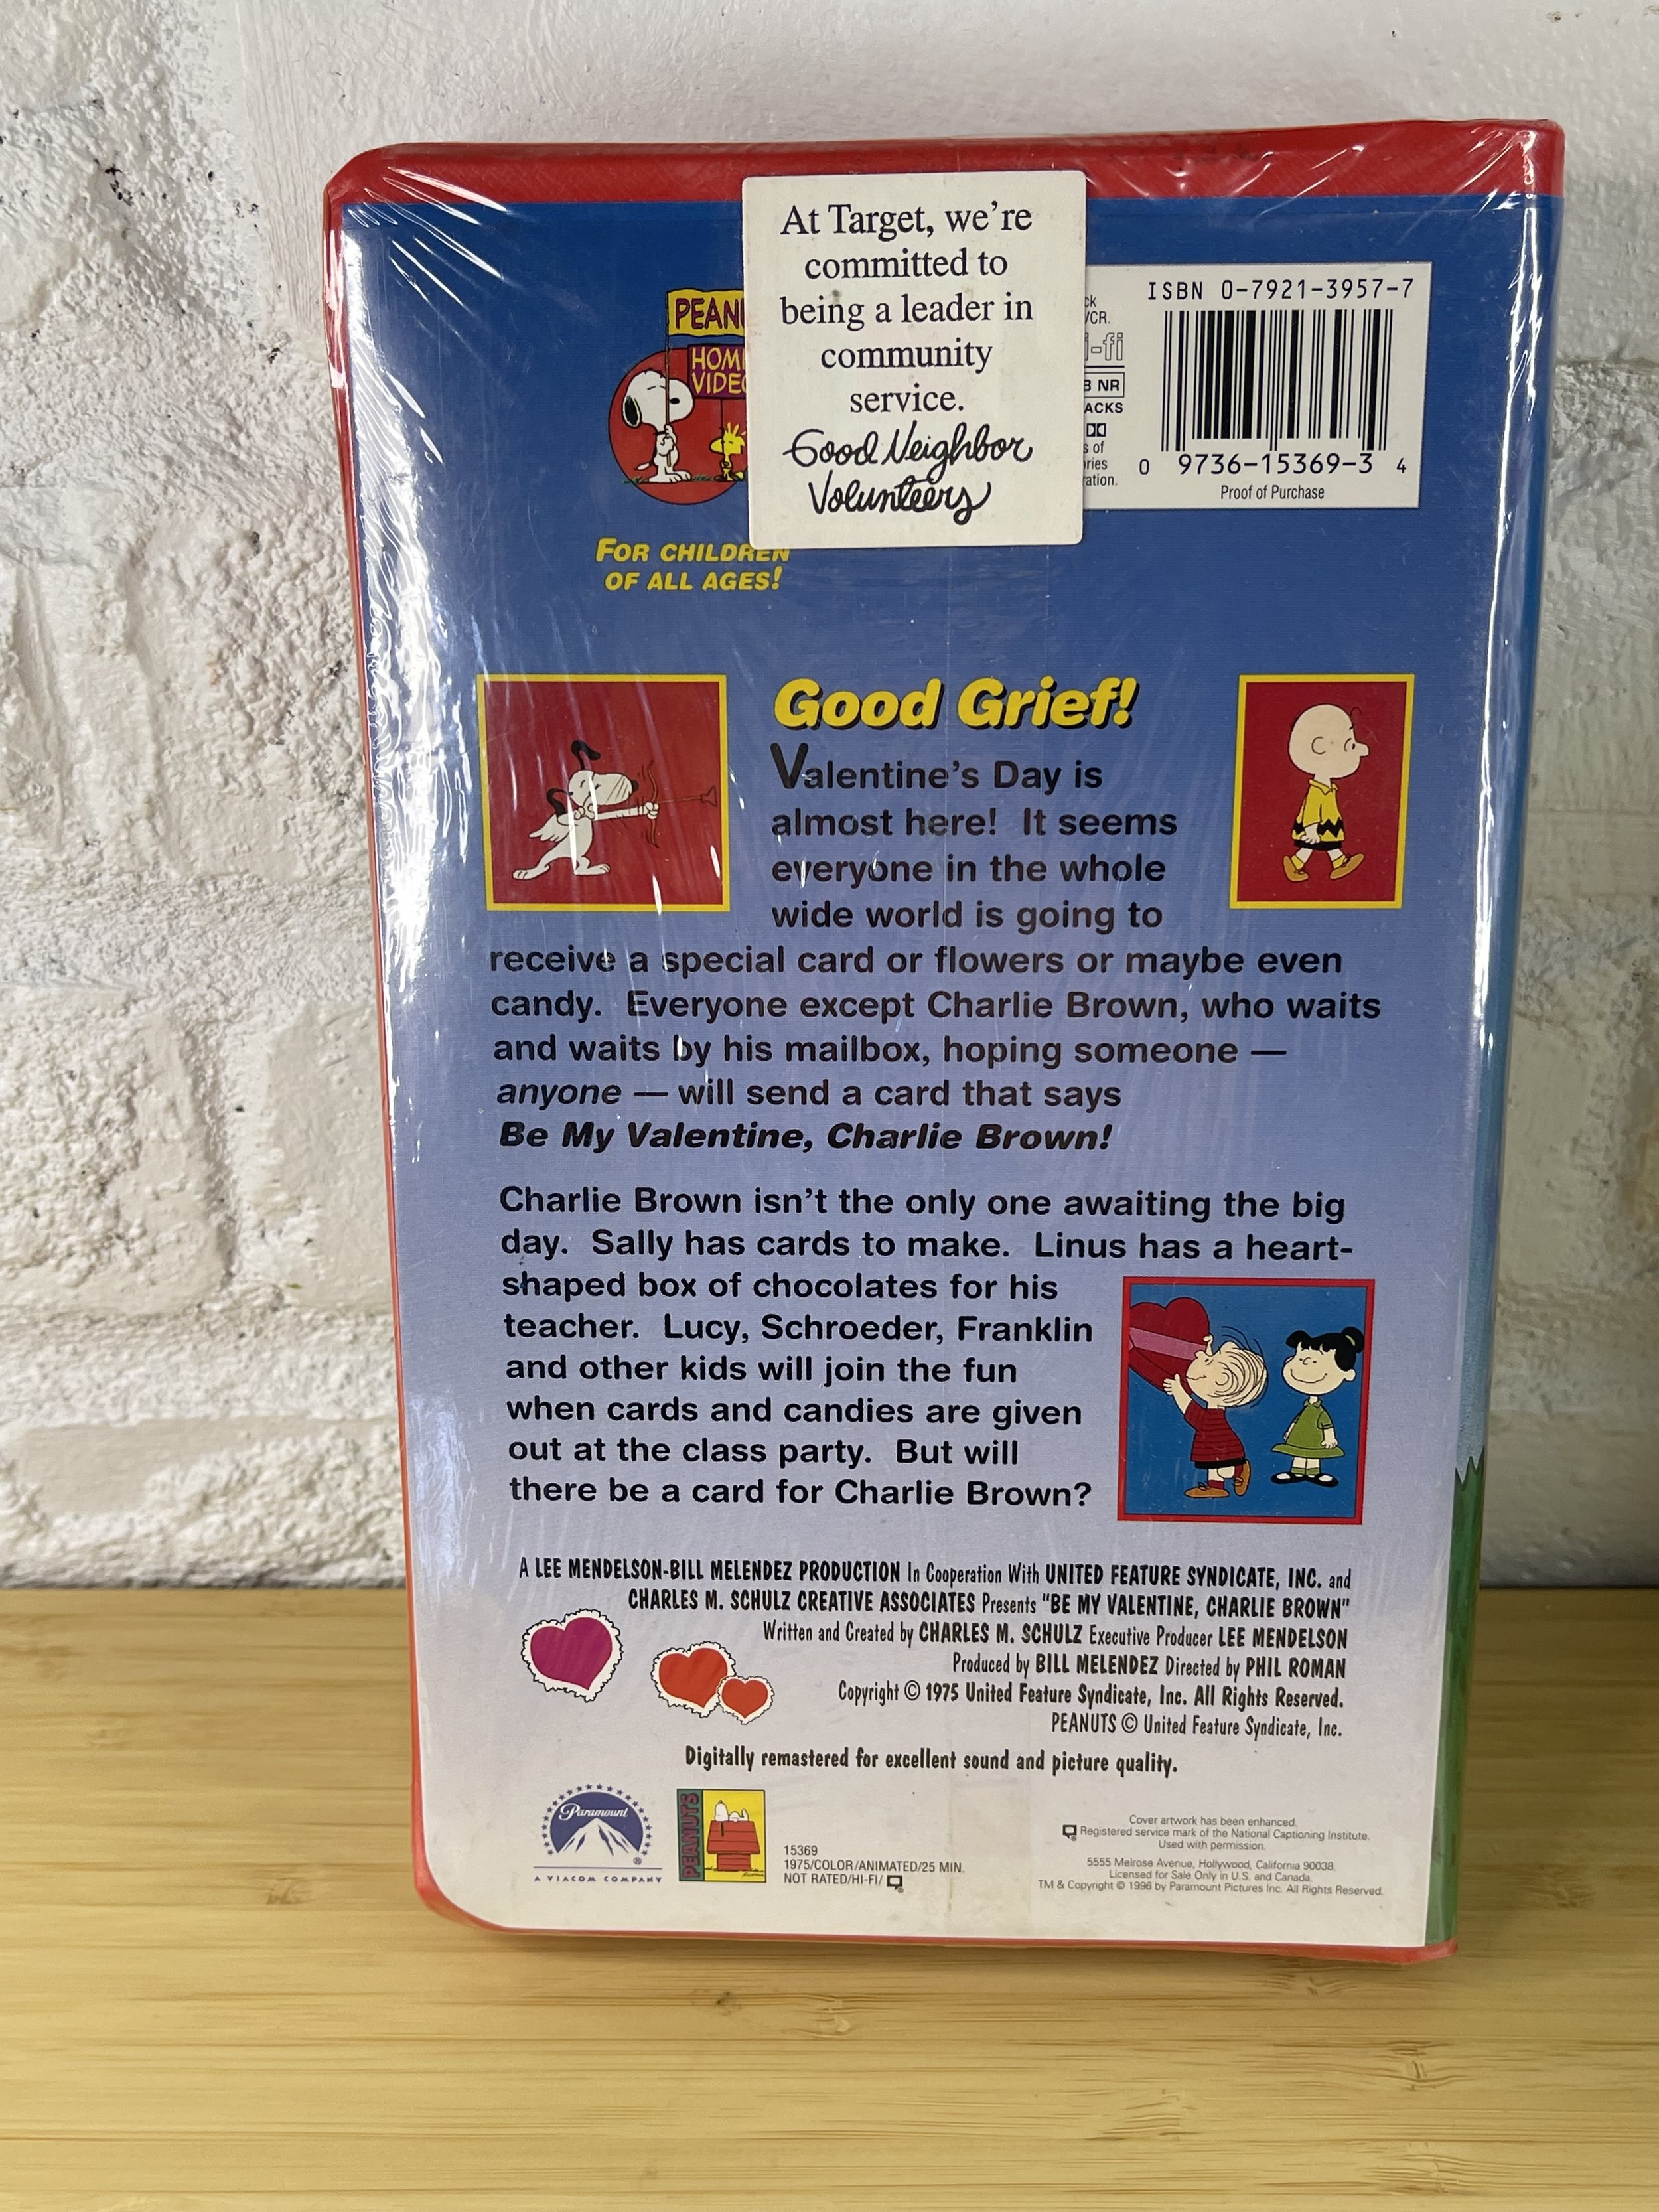 At Target, we're
committed to
being a leader in
community
service.
Good Neighbor
Volunteers
PEANU
HOM
VIDEO
FOR CHILDREN
OF ALL AGES!
ck
VCR.
i-fi
B NR
ACKS
s of
ries
ration.
ISBN 0-7921-3957-7
0 9736-15369-3 4
Proof of Purchase
Good Grief!
Valentine's Day is
almost here! It seems
everyone in the whole
wide world is going to
receive a special card or flowers or maybe even
candy. Everyone except Charlie Brown, who waits
and waits by his mailbox, hoping someone —
anyone — will send a card that says
Be My Valentine, Charlie Brown!
Charlie Brown isn't the only one awaiting the big
day. Sally has cards to make. Linus has a heart-
shaped box of chocolates for his
teacher. Lucy, Schroeder, Franklin
and other kids will join the fun
when cards and candies are given
out at the class party. But will
there be a card for Charlie Brown?
A LEE MENDELSON-BILL MELENDEZ PRODUCTION In Cooperation With UNITED FEATURE SYNDICATE, INC. and
CHARLES M. SCHULZ CREATIVE ASSOCIATES Presents "BE MY VALENTINE, CHARLIE BROWN"
Written and Created by CHARLES M. SCHULZ Executive Producer LEE MENDELSON
Produced by BILL MELENDEZ Directed by PHIL ROMAN
Copyright © 1975 United Feature Syndicate, Inc. All Rights Reserved.
PEANUTS © United Feature Syndicate, Inc.
Digitally remastered for excellent sound and picture quality.
Paramount
A VIACOM COMPANY
PEANUTS
15369
1975/COLOR/ANIMATED/25 MIN.
NOT RATED/HI-FI/
Cover artwork has been enhanced.
Registered service mark of the National Captioning Institute.
Used with permission.
5555 Melrose Avenue, Hollywood, California 90038.
Licensed for Sale Only in U.S. and Canada.
TM & Copyright © 1996 by Paramount Pictures Inc. All Rights Reserved.